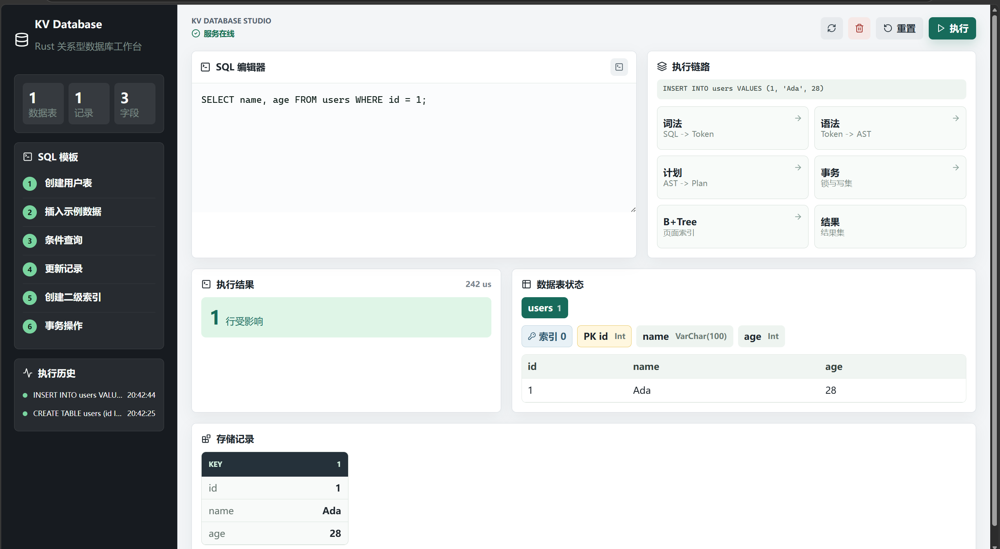 KV Database
Rust 关系型数据库工作台
1
数据表
1
记录
3
字段
SQL 模板
1 创建用户表
2 插入示例数据
3 条件查询
4 更新记录
5 创建二级索引
6 事务操作
执行历史
INSERT INTO users VALU... 20:42:44
CREATE TABLE users (id I... 20:42:25
KV DATABASE STUDIO
服务在线
重置
执行
SQL 编辑器
SELECT name, age FROM users WHERE id = 1;
执行链路
INSERT INTO users VALUES (1, 'Ada', 28)
词法
SQL -> Token
语法
Token -> AST
计划
AST -> Plan
事务
锁与写集
B+Tree
页面索引
结果
结果集
执行结果 242 us
1 行受影响
数据表状态
users 1
索引 0 PK id Int name VarChar(100) age Int
id name age
1 Ada 28
存储记录
KEY 1
id 1
name Ada
age 28